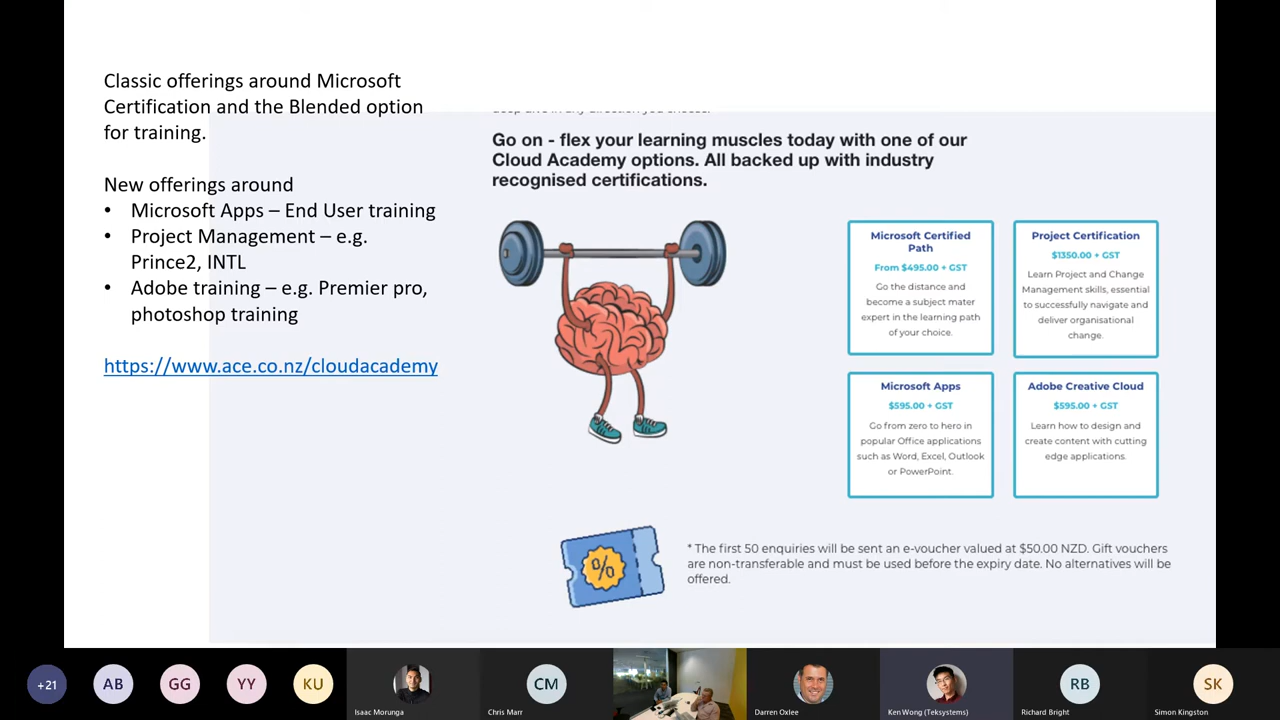 Classic offerings around Microsoft
Certification and the Blended option
for training.
New offerings around
• Microsoft Apps – End User training
• Project Management – e.g.
Prince2, INTL
• Adobe training – e.g. Premier pro,
photoshop training
https://www.ace.co.nz/cloudacademy
Go on - flex your learning muscles today with one of our
Cloud Academy options. All backed up with industry
recognised certifications.
Microsoft Certified
Path
From $495.00 + GST
Go the distance and
become a subject mater
expert in the learning path
of your choice.
Project Certification
$1350.00 + GST
Learn Project and Change
Management skills, essential
to successfully navigate and
deliver organisational
change.
Microsoft Apps
$595.00 + GST
Go from zero to hero in
popular Office applications
such as Word, Excel, Outlook
or PowerPoint.
Adobe Creative Cloud
$595.00 + GST
Learn how to design and
create content with cutting
edge applications.
%
* The first 50 enquiries will be sent an e-voucher valued at $50.00 NZD. Gift vouchers
are non-transferable and must be used before the expiry date. No alternatives will be
offered.
+21
AB
GG
YY
KU
Isaac Morunga
CM
Chris Marr
Darren Oxlee
Ken Wong (Teksystems)
RB
Richard Bright
SK
Simon Kingston